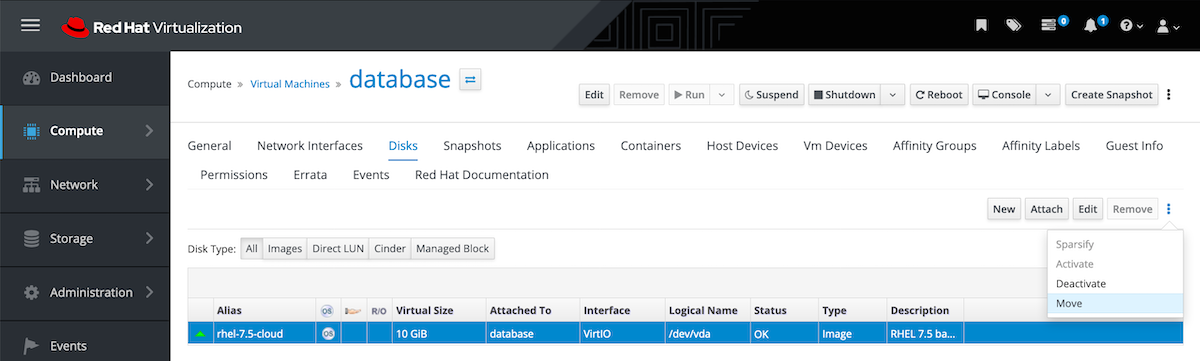 Red Hat Virtualization
0
1
?
Dashboard
Compute
Network
Storage
Administration
Events
Compute » Virtual Machines » database
Edit Remove Run Suspend Shutdown Reboot Console Create Snapshot
General Network Interfaces Disks Snapshots Applications Containers Host Devices Vm Devices Affinity Groups Affinity Labels Guest Info
Permissions Errata Events Red Hat Documentation
New Attach Edit Remove
Disk Type: All Images Direct LUN Cinder Managed Block
Sparsify
Activate
Deactivate
Move
Alias OS R/O Virtual Size Attached To Interface Logical Name Status Type Description
rhel-7.5-cloud OS 10 GiB database VirtIO /dev/vda OK Image RHEL 7.5 ba...